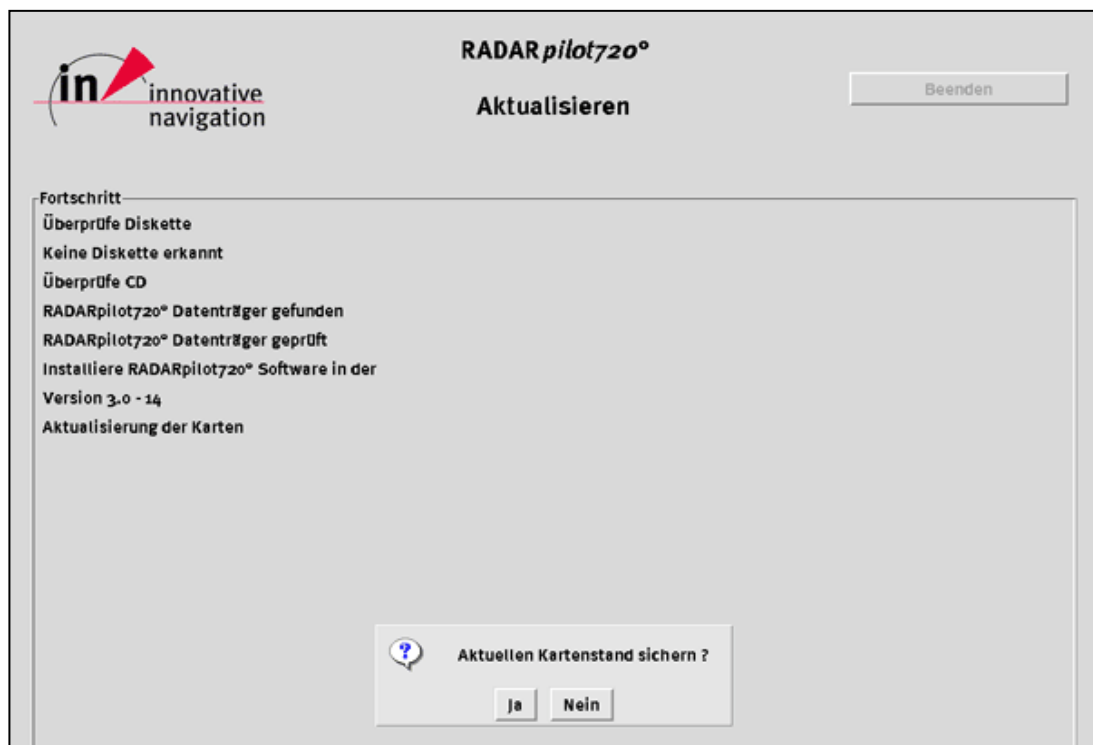 in
innovative
navigation
RADARpilot720°
Aktualisieren
Beenden
Fortschritt
Überprüfe Diskette
Keine Diskette erkannt
Überprüfe CD
RADARpilot720° Datenträger gefunden
RADARpilot720° Datenträger geprüft
Installiere RADARpilot720° Software in der
Version 3.0 - 14
Aktualisierung der Karten
? Aktuellen Kartenstand sichern ?
Ja Nein